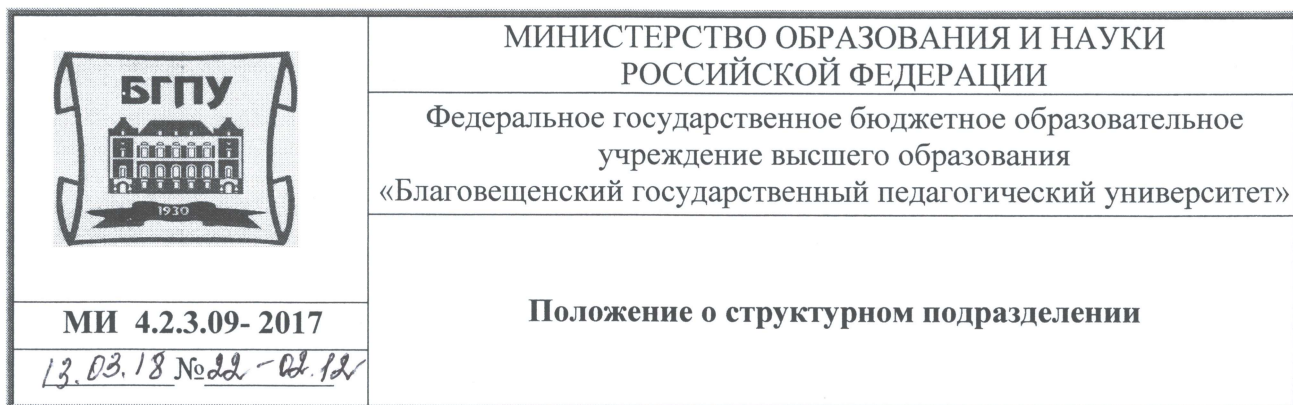 БГПУ
1930
МИ 4.2.3.09- 2017
13.03.18 №22-02.12
МИНИСТЕРСТВО ОБРАЗОВАНИЯ И НАУКИ
РОССИЙСКОЙ ФЕДЕРАЦИИ
Федеральное государственное бюджетное образовательное
учреждение высшего образования
«Благовещенский государственный педагогический университет»
Положение о структурном подразделении